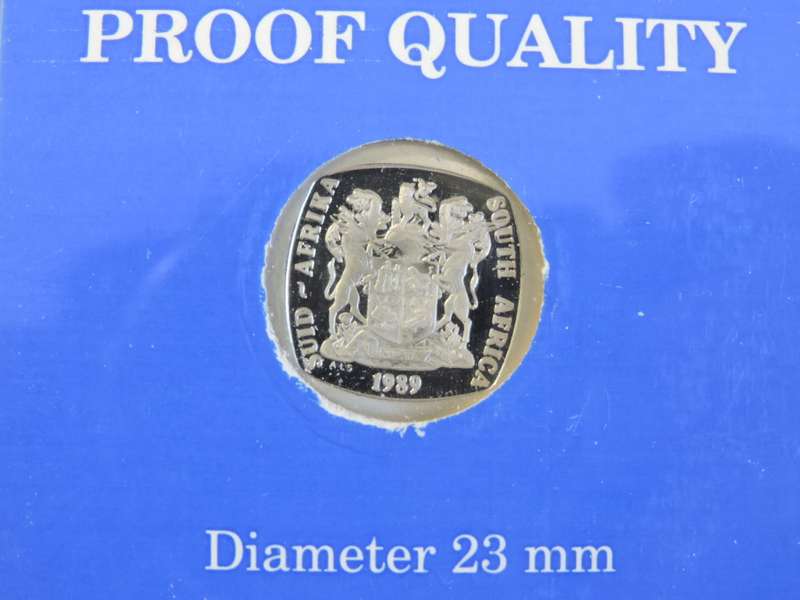 PROOF QUALITY
SUID - AFRIKA
SOUTH AFRICA
1989
Diameter 23 mm